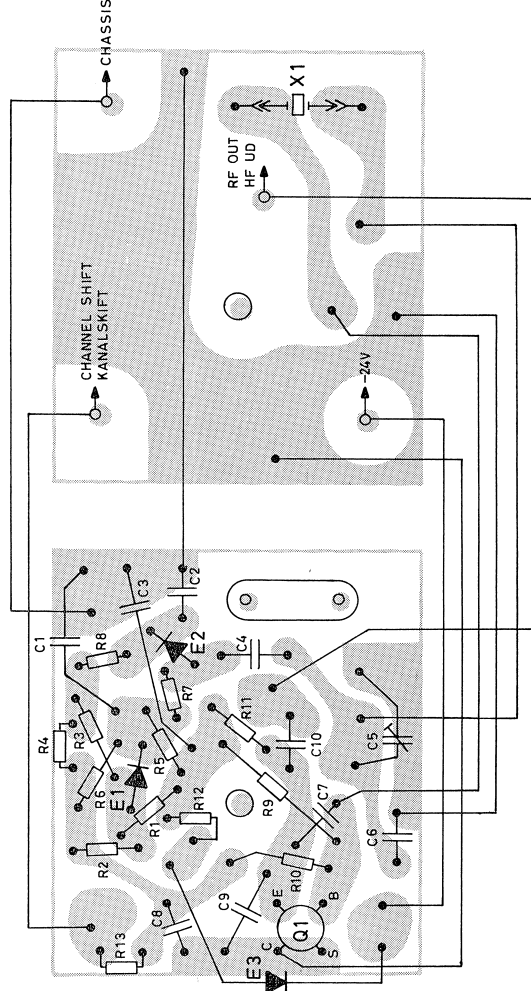 CHASSIS
X1
RF OUT
HF UD
CHANNEL SHIFT
KANALSKIFT
-24V
C1
C3
C2
R8
E2
C4
R4
R3
R7
R5
R11
R6
E1
C10
C5
R1
R12
R9
R2
C7
C6
R10
C8
C9
E
B
Q1
C
S
R13
E3